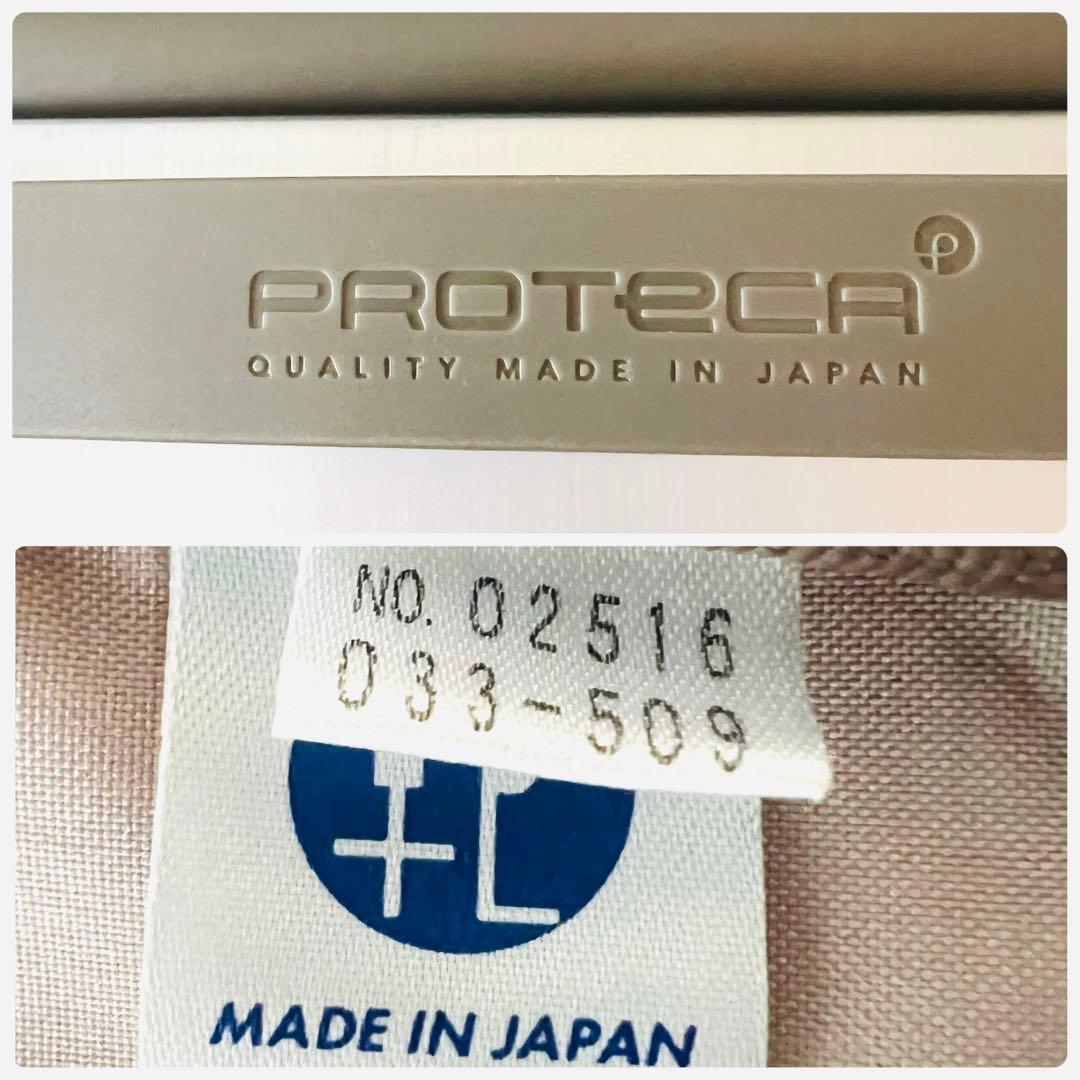 PROTECA
QUALITY MADE IN JAPAN
NO. 02516
033-509
MADE IN JAPAN